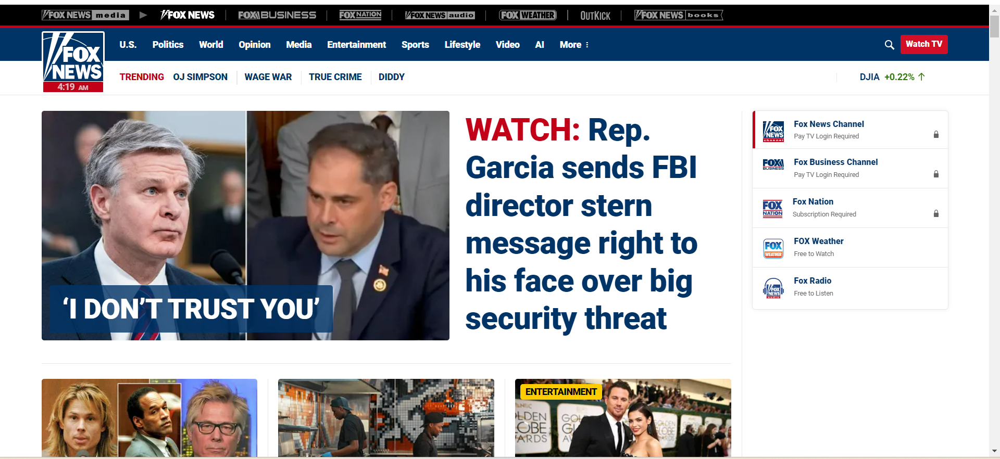 FOX NEWS media
FOX NEWS
FOX BUSINESS
FOX NATION
FOX NEWS audio
FOX WEATHER
OUTKICK
FOX NEWS books
FOX NEWS
4:19 AM
U.S.
Politics
World
Opinion
Media
Entertainment
Sports
Lifestyle
Video
AI
More
Watch TV
TRENDING
OJ SIMPSON
WAGE WAR
TRUE CRIME
DIDDY
DJIA +0.22%
‘I DON’T TRUST YOU’
WATCH: Rep.
Garcia sends FBI
director stern
message right to
his face over big
security threat
FOX
NEWS
channel
Fox News Channel
Pay TV Login Required
FOX
BUSINESS
Fox Business Channel
Pay TV Login Required
FOX
NATION
Fox Nation
Subscription Required
FOX
WEATHER
FOX Weather
Free to Watch
FOX
NEWS
audio
Fox Radio
Free to Listen
ENTERTAINMENT
GOLDEN
GLOBE